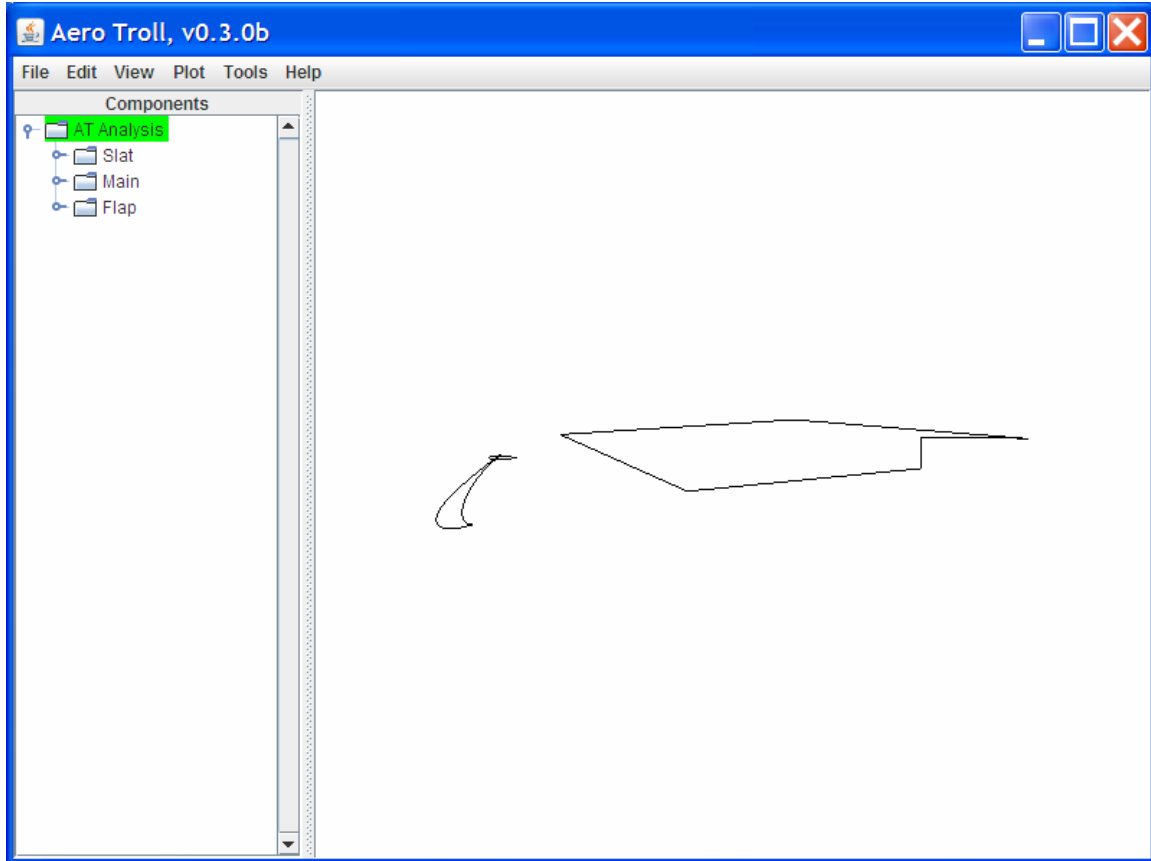 Aero Troll, v0.3.0b
File Edit View Plot Tools Help
Components
AT Analysis
Slat
Main
Flap